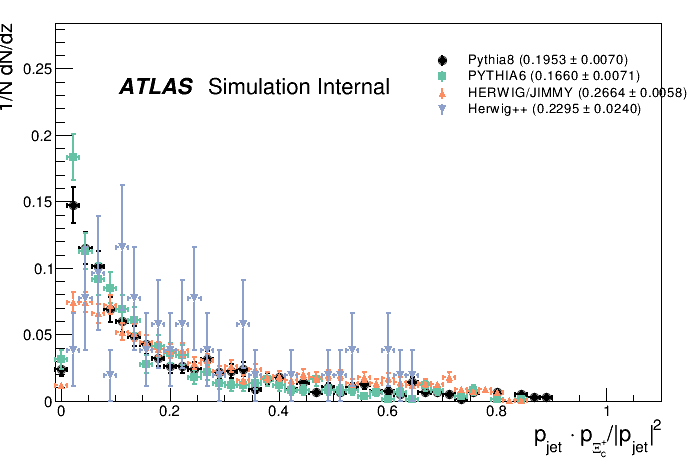 1/N dN/dz
ATLAS Simulation Internal
Pythia8 (0.1953 ± 0.0070)
PYTHIA6 (0.1660 ± 0.0071)
HERWIG/JIMMY (0.2664 ± 0.0058)
Herwig++ (0.2295 ± 0.0240)
0.25
0.2
0.15
0.1
0.05
0
0 0.2 0.4 0.6 0.8 1
p_jet · p_Ξ_c^+/|p_jet|^2